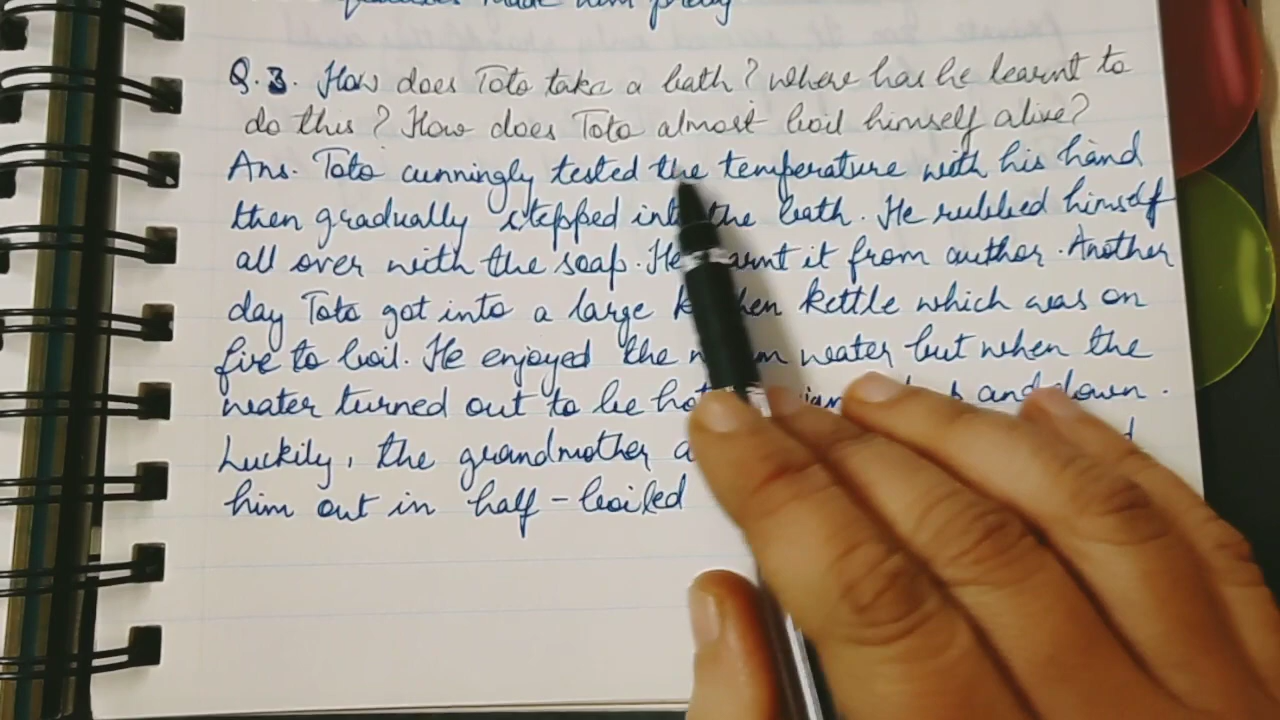 made him
Q.3. How does Toto take a bath? Where has he learnt to
do this? How does Toto almost boil himself alive?
Ans. Toto cunningly tested the temperature with his hand
then gradually stepped into the bath. He rubbed himself
all over with the soap. He it from author. Another
day Toto got into a large kettle which was on
fire to boil. He enjoyed the water but when the
water turned out to be and down.
Luckily, the grandmother
him out in half-boiled